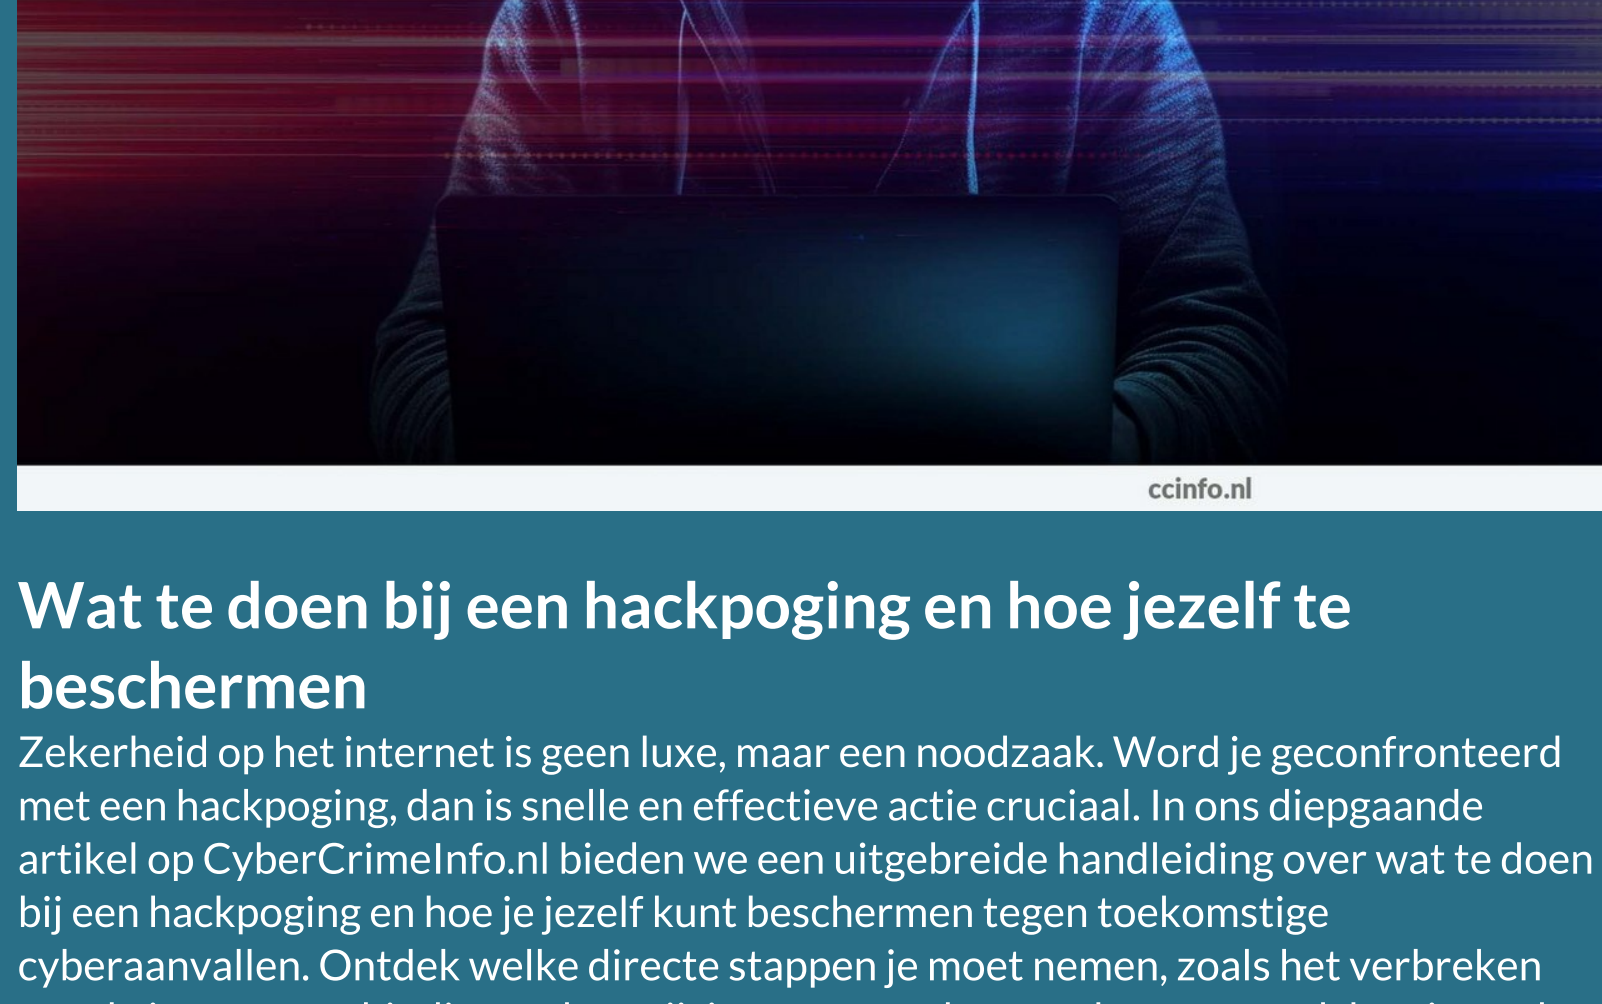 ccinfo.nl
Wat te doen bij een hackpoging en hoe jezelf te
beschermen
Zekerheid op het internet is geen luxe, maar een noodzaak. Word je geconfronteerd
met een hackpoging, dan is snelle en effectieve actie cruciaal. In ons diepgaande
artikel op CyberCrimeInfo.nl bieden we een uitgebreide handleiding over wat te doen
bij een hackpoging en hoe je jezelf kunt beschermen tegen toekomstige
cyberaanvallen. Ontdek welke directe stappen je moet nemen, zoals het verbreken